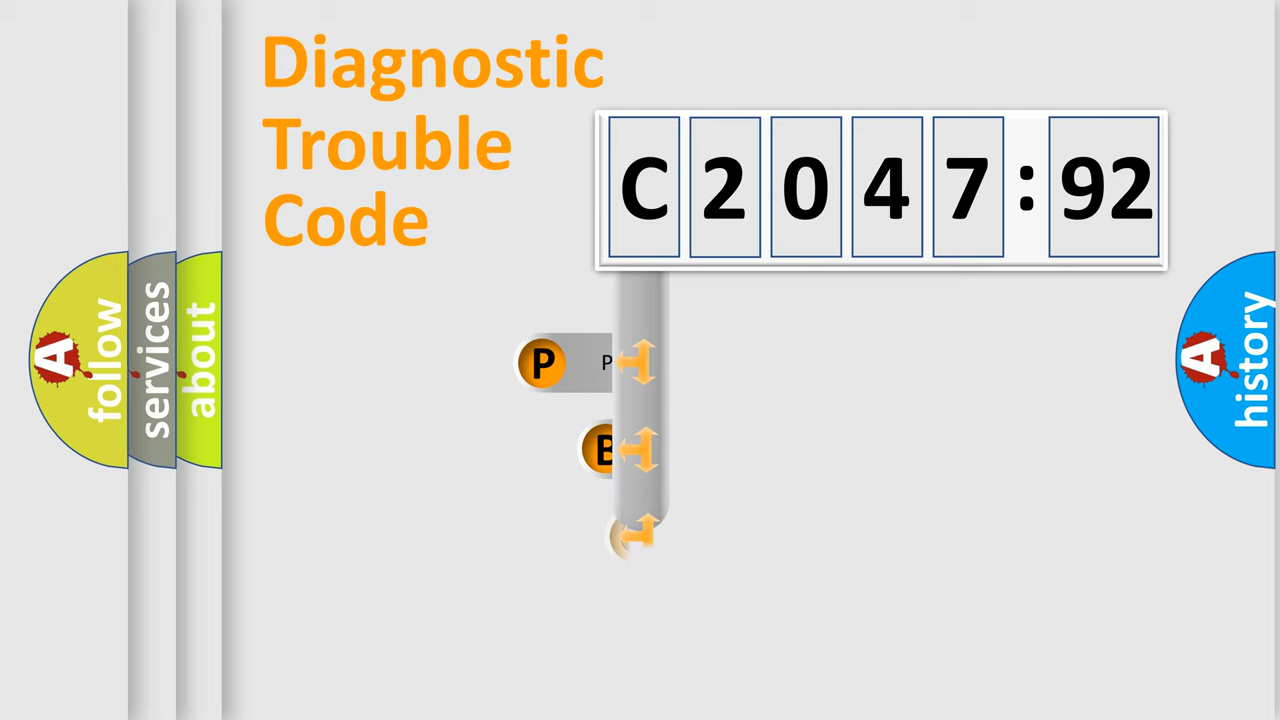 Diagnostic
Trouble
Code
C 2 0 4 7 : 92
P P
B
A follow
services
about
A history